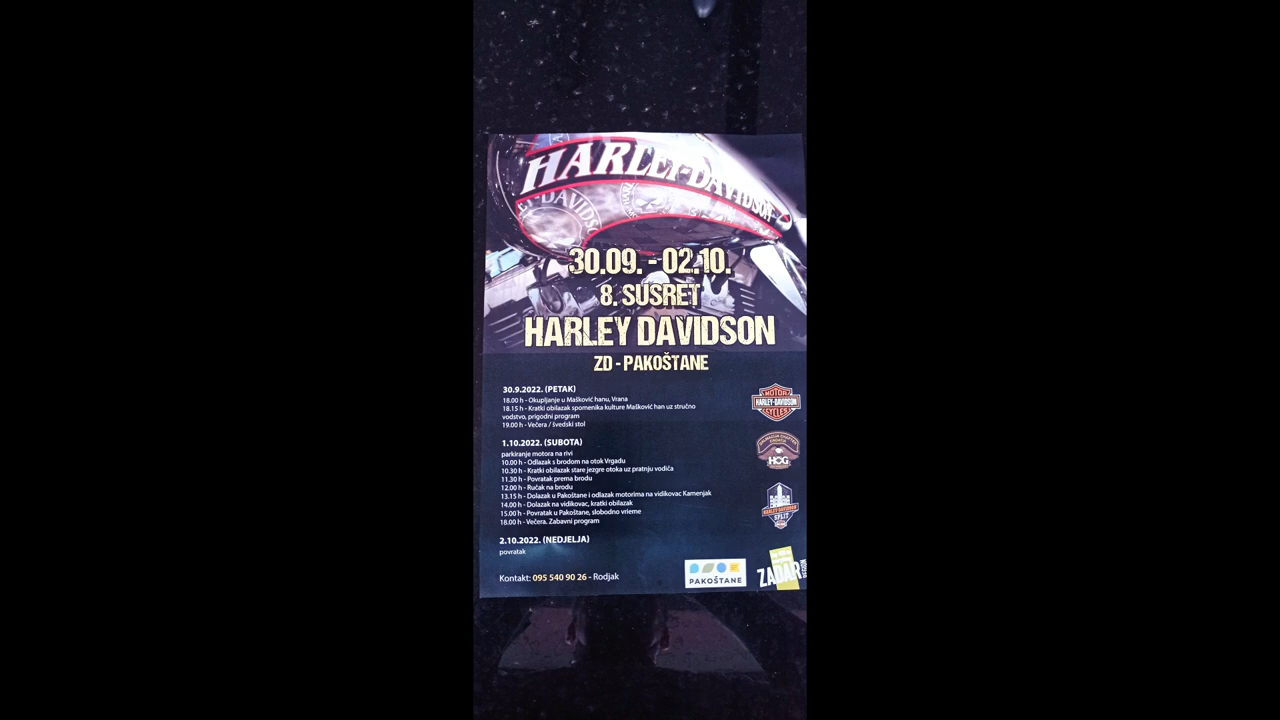 HARLEY-DAVIDSON
30.09. - 02.10.
8. SUSRET
HARLEY DAVIDSON
ZD - PAKOŠTANE
30.9.2022. (PETAK)
18.00 h - Okupljanje u Mašković hanu, Vrana
18.15 h - Kratki obilazak spomenika kulture Mašković han uz stručno
vodstvo, prigodni program
19.00 h - Večera / švedski stol
1.10.2022. (SUBOTA)
parkiranje motora na rivi
10.00 h - Odlazak s brodom na otok Vrgadu
10.30 h - Kratki obilazak stare jezgre otoka uz pratnju vodiča
11.30 h - Povratak prema brodu
12.00 h - Ručak na brodu
13.15 h - Dolazak u Pakoštane i odlazak motorima na vidikovac Kamenjak
14.00 h - Dolazak na vidikovac, kratki obilazak
15.00 h - Povratak u Pakoštane, slobodno vrijeme
18.00 h - Večera. Zabavni program
2.10.2022. (NEDJELJA)
povratak
Kontakt: 095 540 90 26 - Rodjak
MOTOR
HARLEY-DAVIDSON
CYCLES
HOG
HARLEY-DAVIDSON
SPLIT
PAKOŠTANE
ZADAR